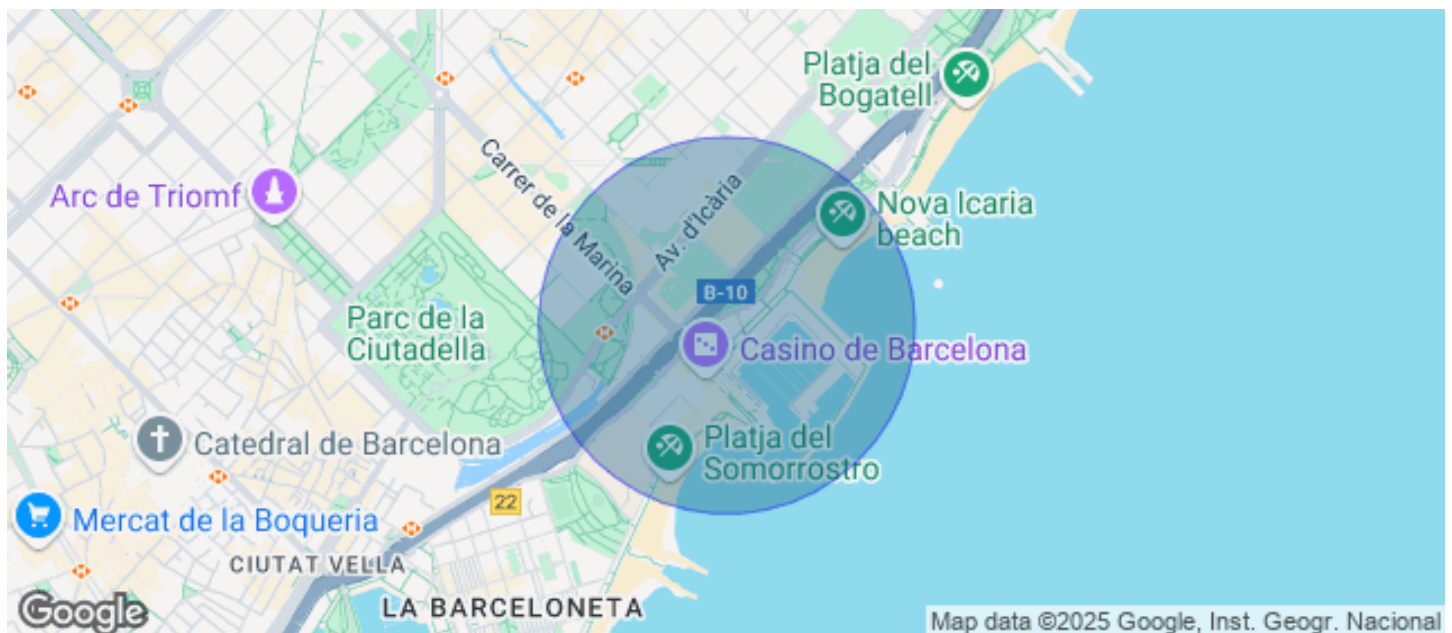 Platja del
Bogatell
Carrer de la Marina
Arc de Triomf
Av. d'Icària
Nova Icaria
beach
B-10
Parc de la
Ciutadella
Casino de Barcelona
Catedral de Barcelona
Platja del
Somorrostro
22
Mercat de la Boqueria
CIUTAT VELLA
LA BARCELONETA
Google
Map data ©2025 Google, Inst. Geogr. Nacional